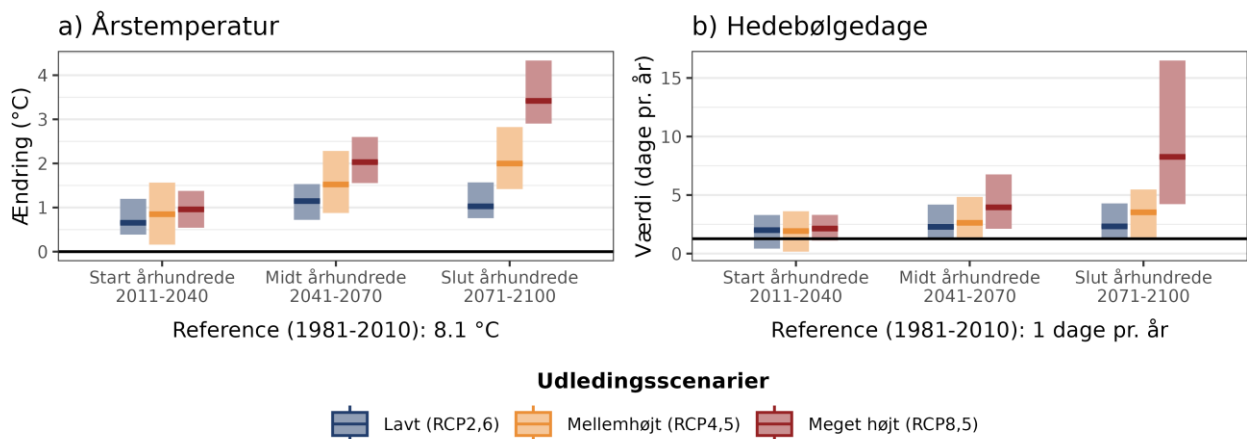 a) Årstemperatur
Ændring (°C)
4
3
2
1
0
Start århundrede
2011-2040
Midt århundrede
2041-2070
Slut århundrede
2071-2100
Reference (1981-2010): 8.1 °C
b) Hedebølgedage
Værdi (dage pr. år)
15
10
5
0
Start århundrede
2011-2040
Midt århundrede
2041-2070
Slut århundrede
2071-2100
Reference (1981-2010): 1 dage pr. år
Udledingsscenarier
Lavt (RCP2,6)
Mellemhøjt (RCP4,5)
Meget højt (RCP8,5)